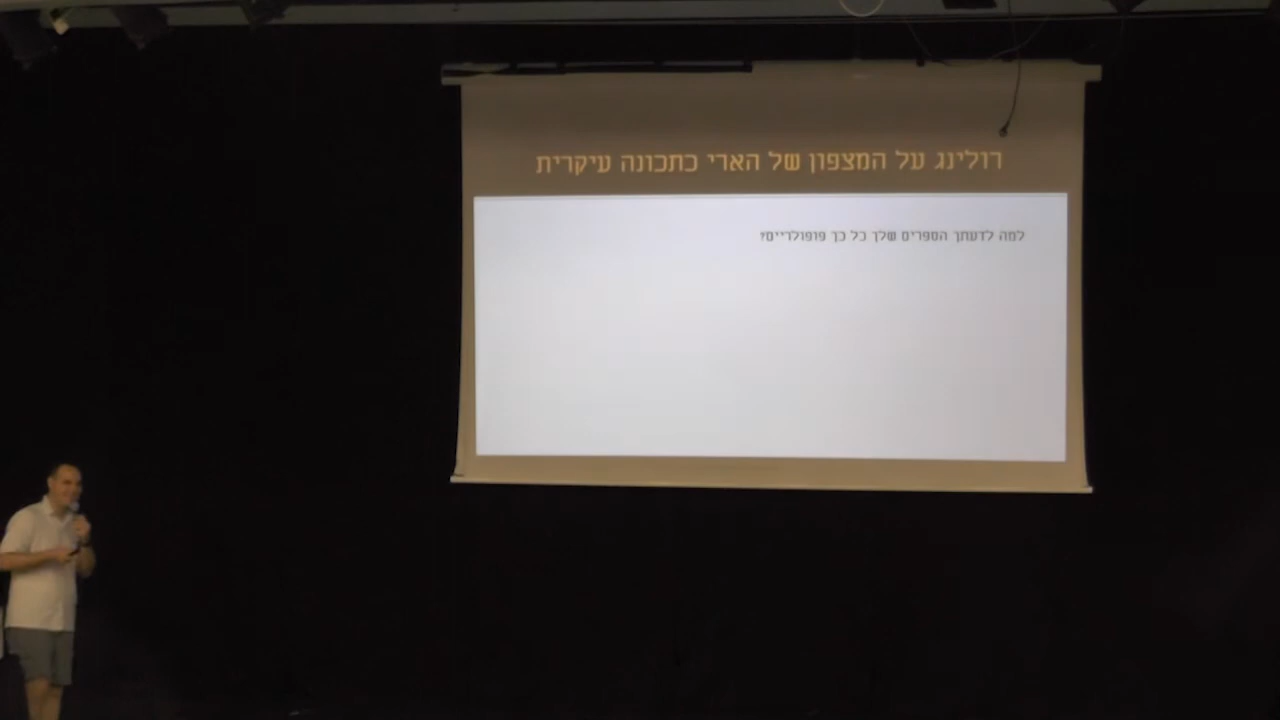 רולינג על המצפון של הארי כתכונה עיקרית
למה לדעתך הספרים שלך כל כך פופולריים?